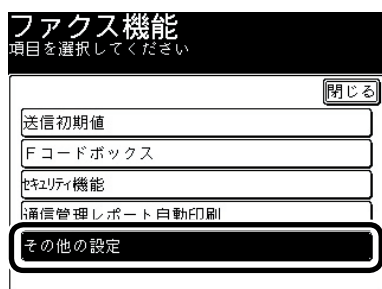 ファクス機能
項目を選択してください
閉じる
送信初期値
Ｆコードボックス
ｾｷｭﾘﾃｨ機能
通信管理レポート自動印刷
その他の設定